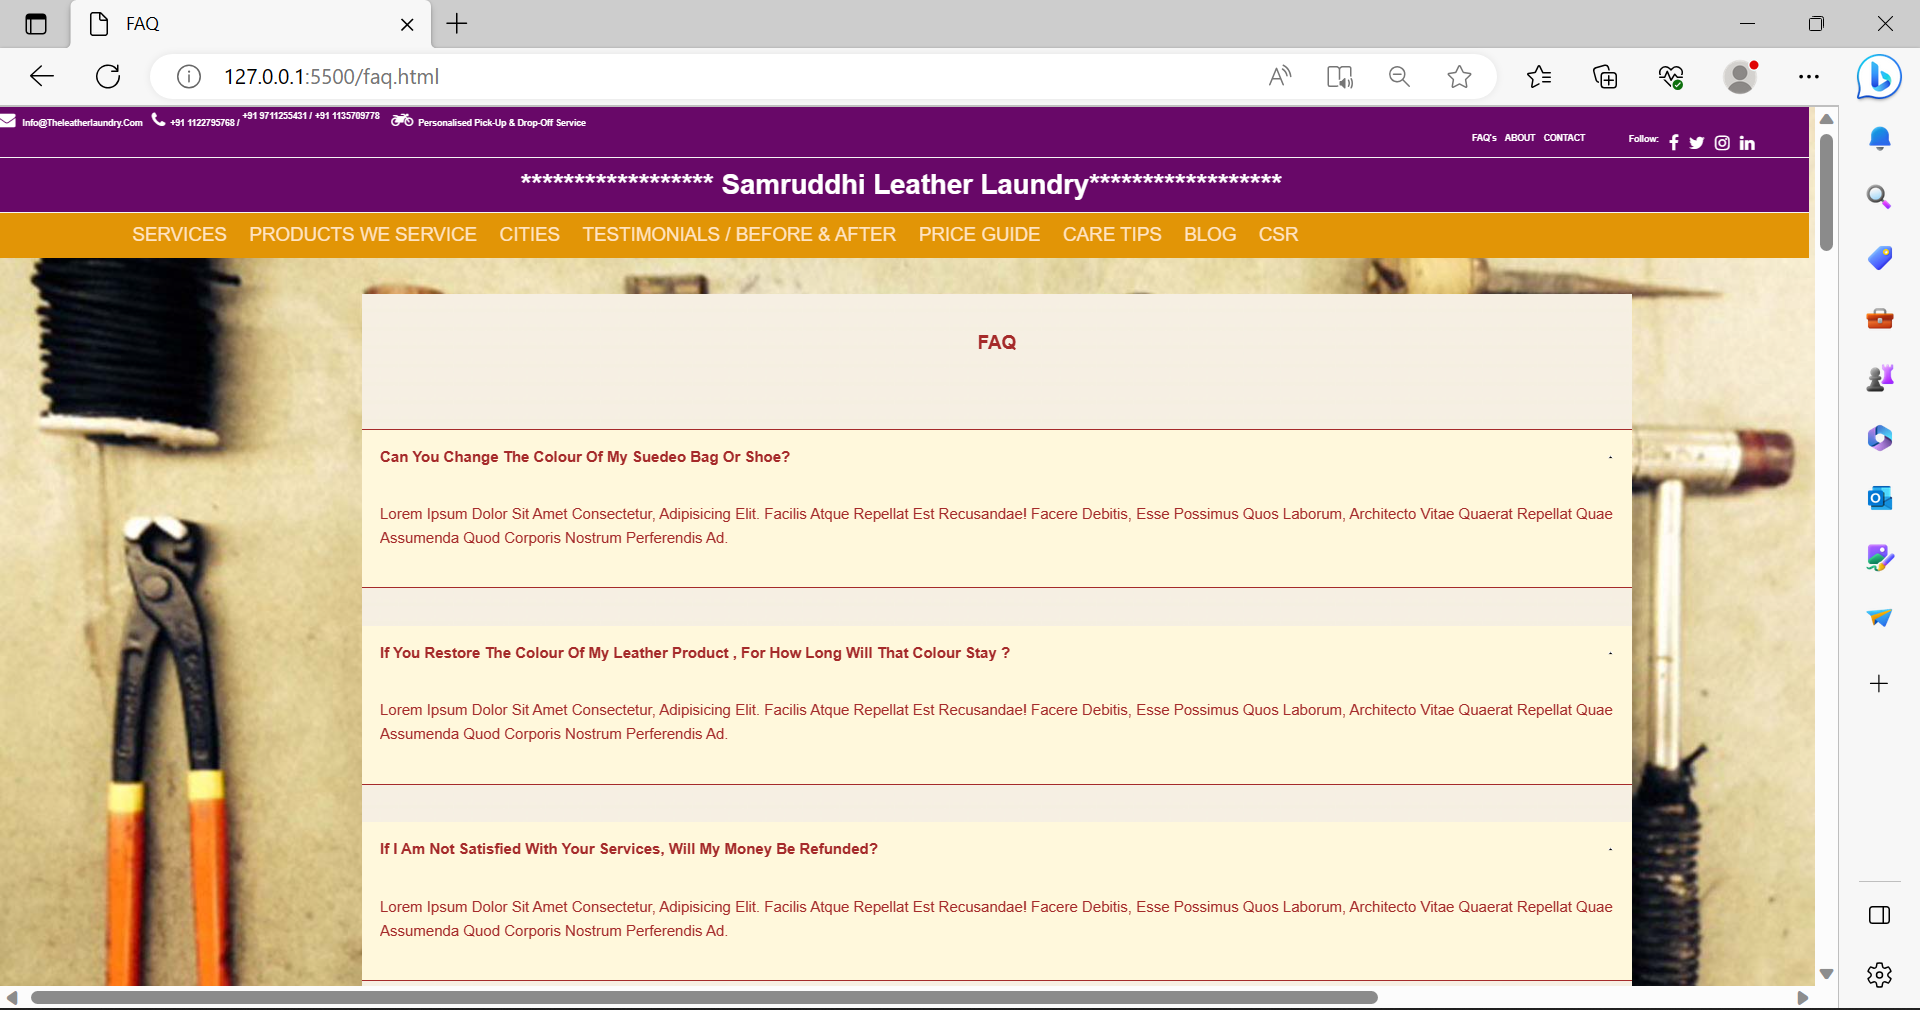 FAQ
127.0.0.1:5500/faq.html
Info@Theleatherlaundry.Com +91 1122795768 / +91 9711255431 / +91 1135709778 Personalised Pick-Up & Drop-Off Service
FAQ's ABOUT CONTACT Follow:
****************** Samruddhi Leather Laundry******************
SERVICES PRODUCTS WE SERVICE CITIES TESTIMONIALS / BEFORE & AFTER PRICE GUIDE CARE TIPS BLOG CSR
FAQ
Can You Change The Colour Of My Suedeo Bag Or Shoe?
Lorem Ipsum Dolor Sit Amet Consectetur, Adipisicing Elit. Facilis Atque Repellat Est Recusandae! Facere Debitis, Esse Possimus Quos Laborum, Architecto Vitae Quaerat Repellat Quae
Assumenda Quod Corporis Nostrum Perferendis Ad.
If You Restore The Colour Of My Leather Product , For How Long Will That Colour Stay ?
Lorem Ipsum Dolor Sit Amet Consectetur, Adipisicing Elit. Facilis Atque Repellat Est Recusandae! Facere Debitis, Esse Possimus Quos Laborum, Architecto Vitae Quaerat Repellat Quae
Assumenda Quod Corporis Nostrum Perferendis Ad.
If I Am Not Satisfied With Your Services, Will My Money Be Refunded?
Lorem Ipsum Dolor Sit Amet Consectetur, Adipisicing Elit. Facilis Atque Repellat Est Recusandae! Facere Debitis, Esse Possimus Quos Laborum, Architecto Vitae Quaerat Repellat Quae
Assumenda Quod Corporis Nostrum Perferendis Ad.